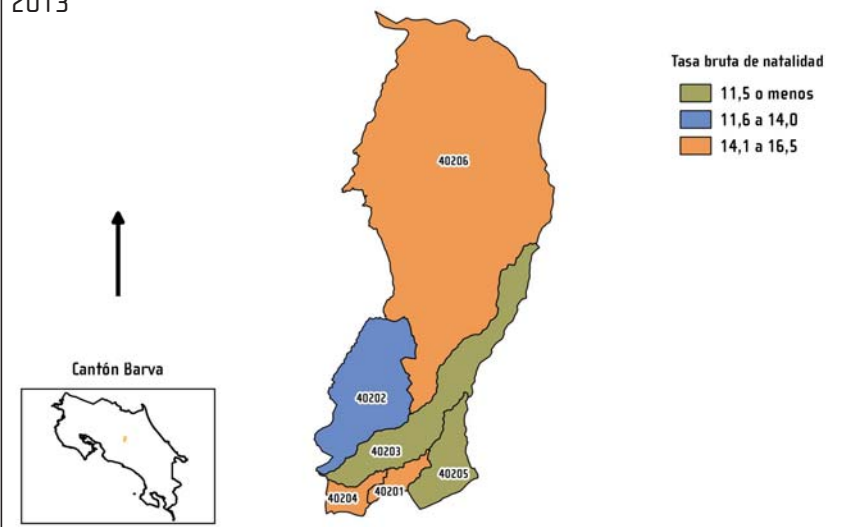 2013
Tasa bruta de natalidad
11,5 o menos
11,6 a 14,0
14,1 a 16,5
40206
40202
40203
40205
40201
40204
Cantón Barva